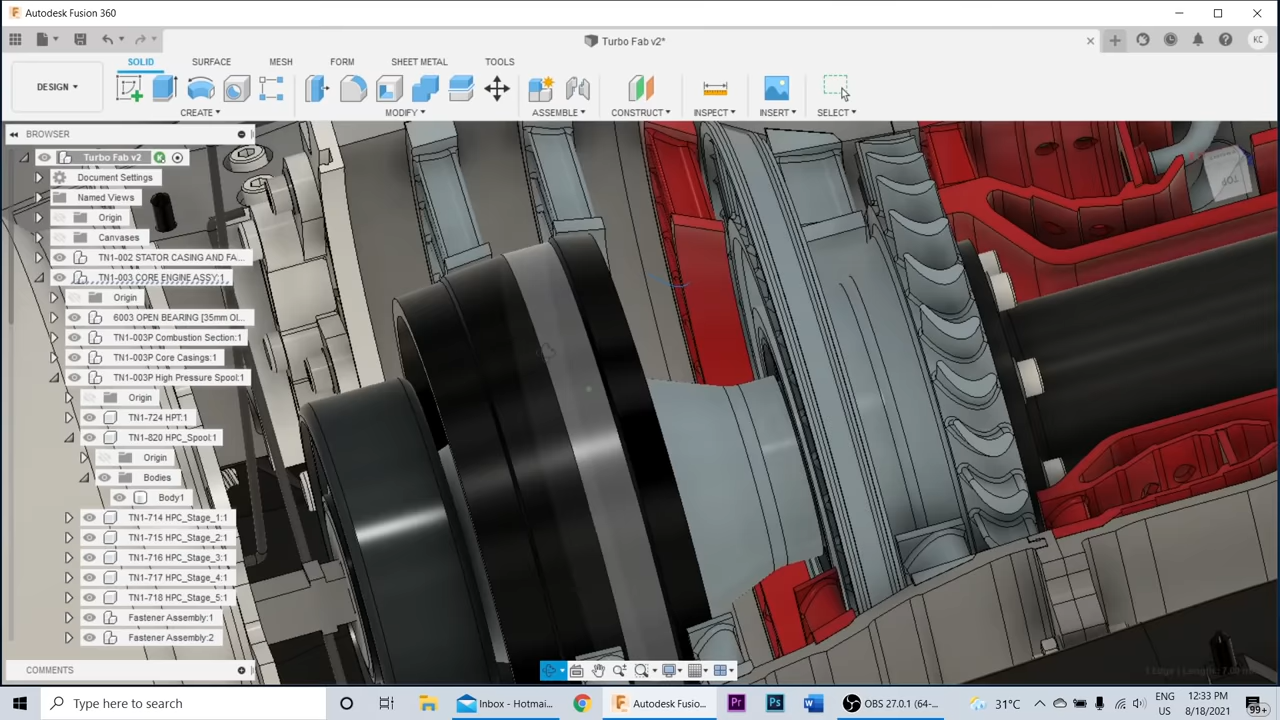 Autodesk Fusion 360
Turbo Fab v2*
KC
DESIGN
SOLID
SURFACE
MESH
FORM
SHEET METAL
TOOLS
CREATE
MODIFY
ASSEMBLE
CONSTRUCT
INSPECT
INSERT
SELECT
BROWSER
Turbo Fab v2
Document Settings
Named Views
Origin
Canvases
TN1-002 STATOR CASING AND FA...
TN1-003 CORE ENGINE ASSY:1
Origin
6003 OPEN BEARING [35mm OI...
TN1-003P Combustion Section:1
TN1-003P Core Casings:1
TN1-003P High Pressure Spool:1
Origin
TN1-724 HPT:1
TN1-820 HPC_Spool:1
Origin
Bodies
Body1
TN1-714 HPC_Stage_1:1
TN1-715 HPC_Stage_2:1
TN1-716 HPC_Stage_3:1
TN1-717 HPC_Stage_4:1
TN1-718 HPC_Stage_5:1
Fastener Assembly:1
Fastener Assembly:2
TOP
COMMENTS
Type here to search
Inbox - Hotmai...
Autodesk Fusio...
Pr
Ps
OBS 27.0.1 (64-...
31°C
ENG
US
12:33 PM
8/18/2021
99+